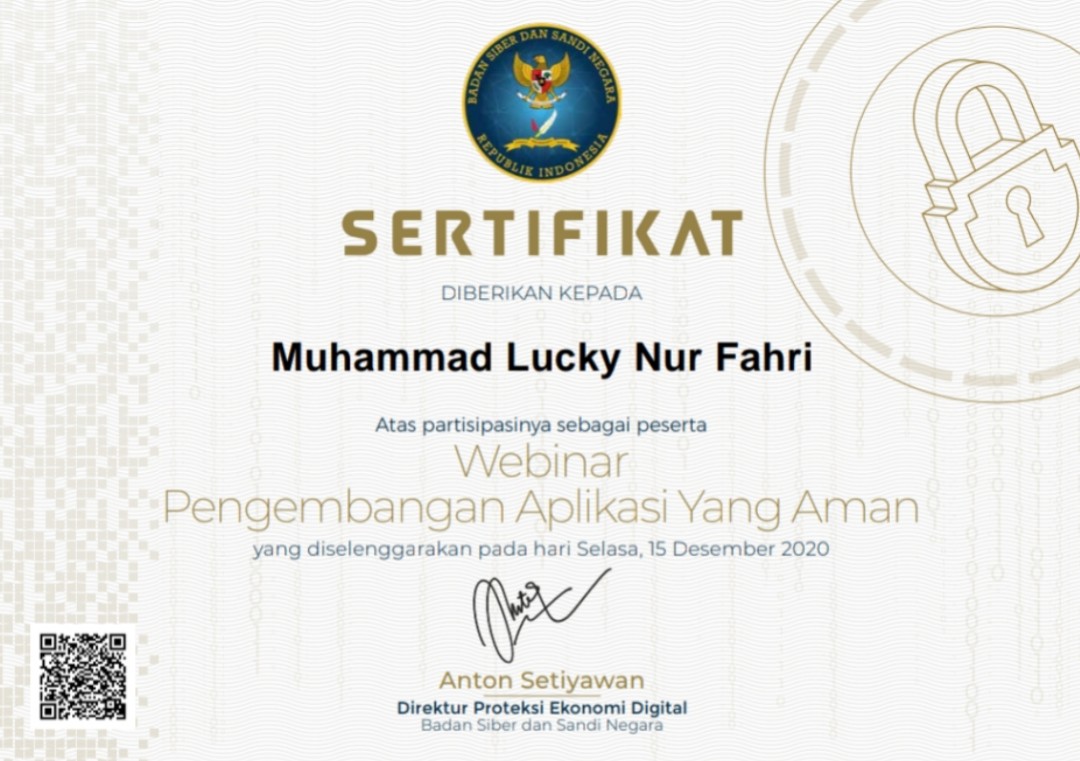 BADAN SIBER DAN SANDI NEGARA
REPUBLIK INDONESIA
SERTIFIKAT
DIBERIKAN KEPADA
Muhammad Lucky Nur Fahri
Atas partisipasinya sebagai peserta
Webinar
Pengembangan Aplikasi Yang Aman
yang diselenggarakan pada hari Selasa, 15 Desember 2020
Anton Setiyawan
Direktur Proteksi Ekonomi Digital
Badan Siber dan Sandi Negara